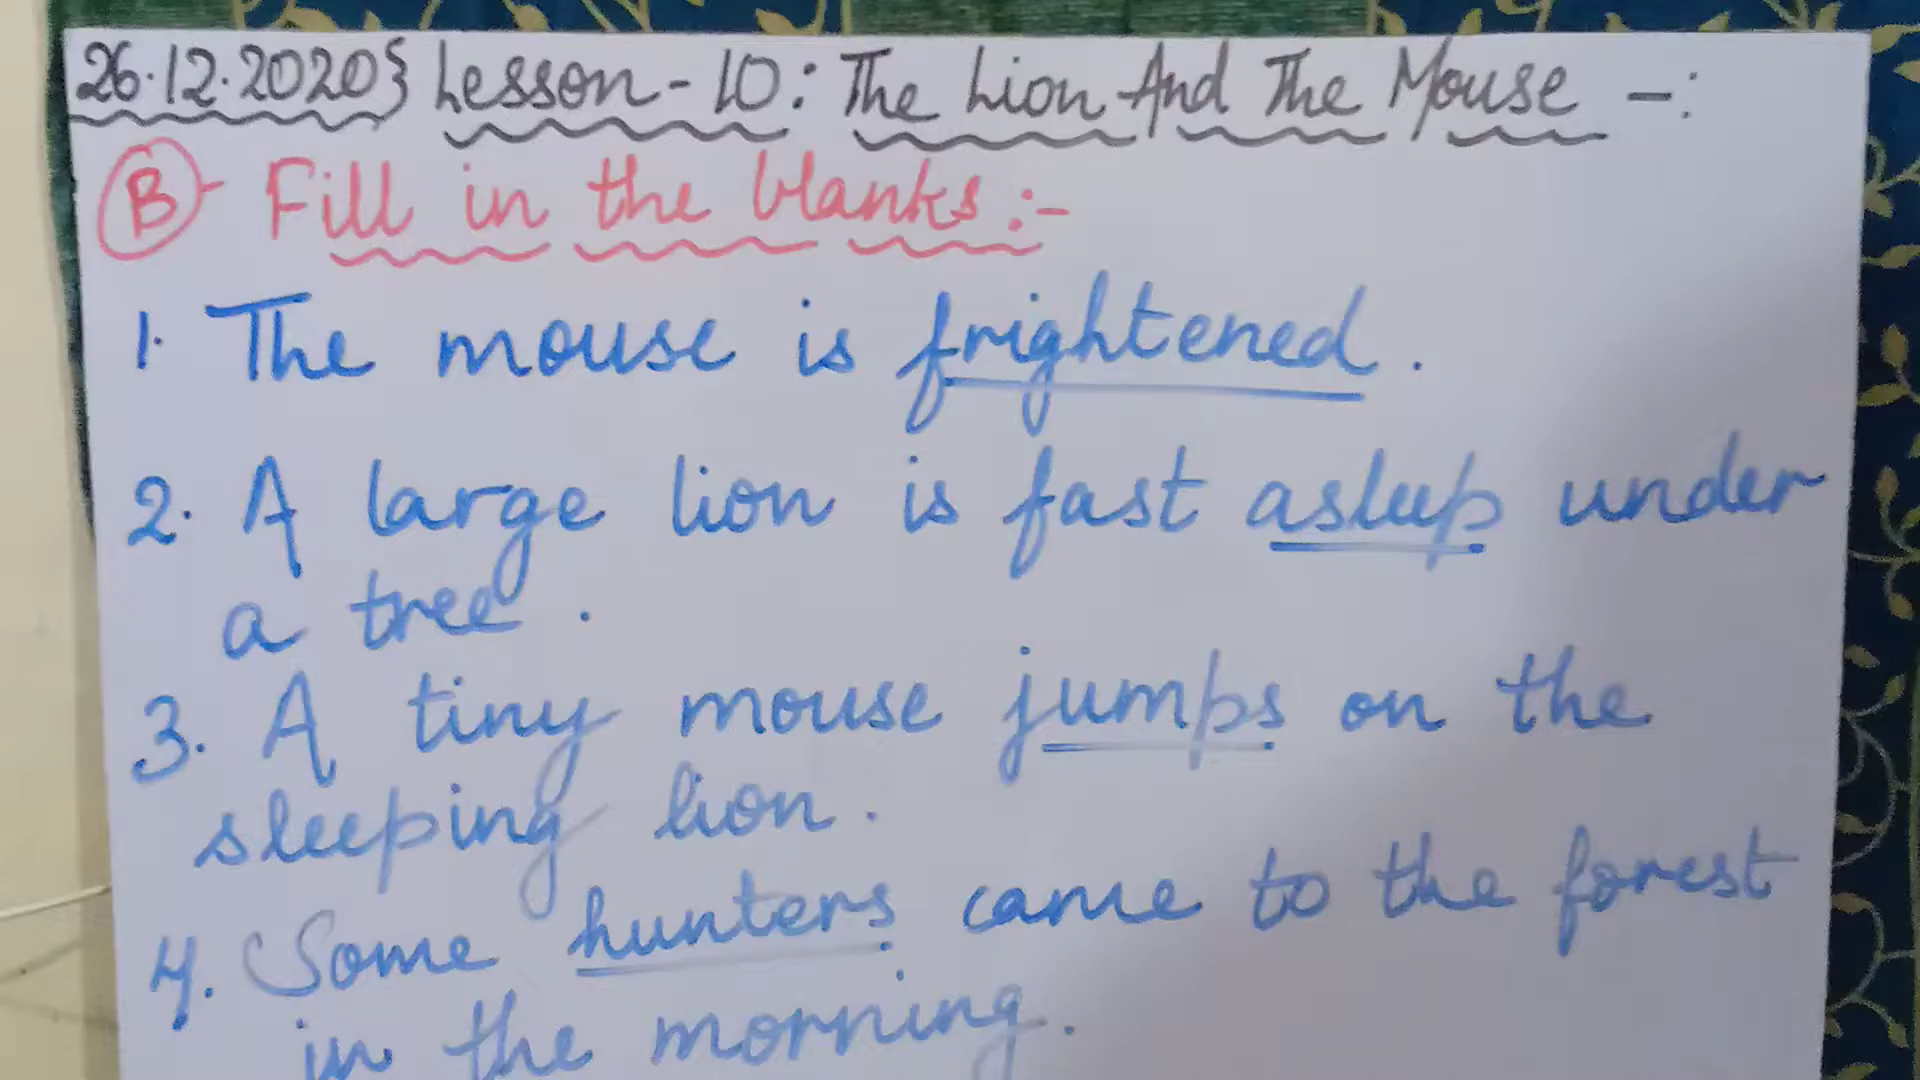 26.12.2020} Lesson-10: The Lion And The Mouse -:
B- Fill in the blanks:-
1. The mouse is frightened.
2. A large lion is fast asleep under
a tree.
3. A tiny mouse jumps on the
sleeping lion.
4. Some hunters came to the forest
in the morning.